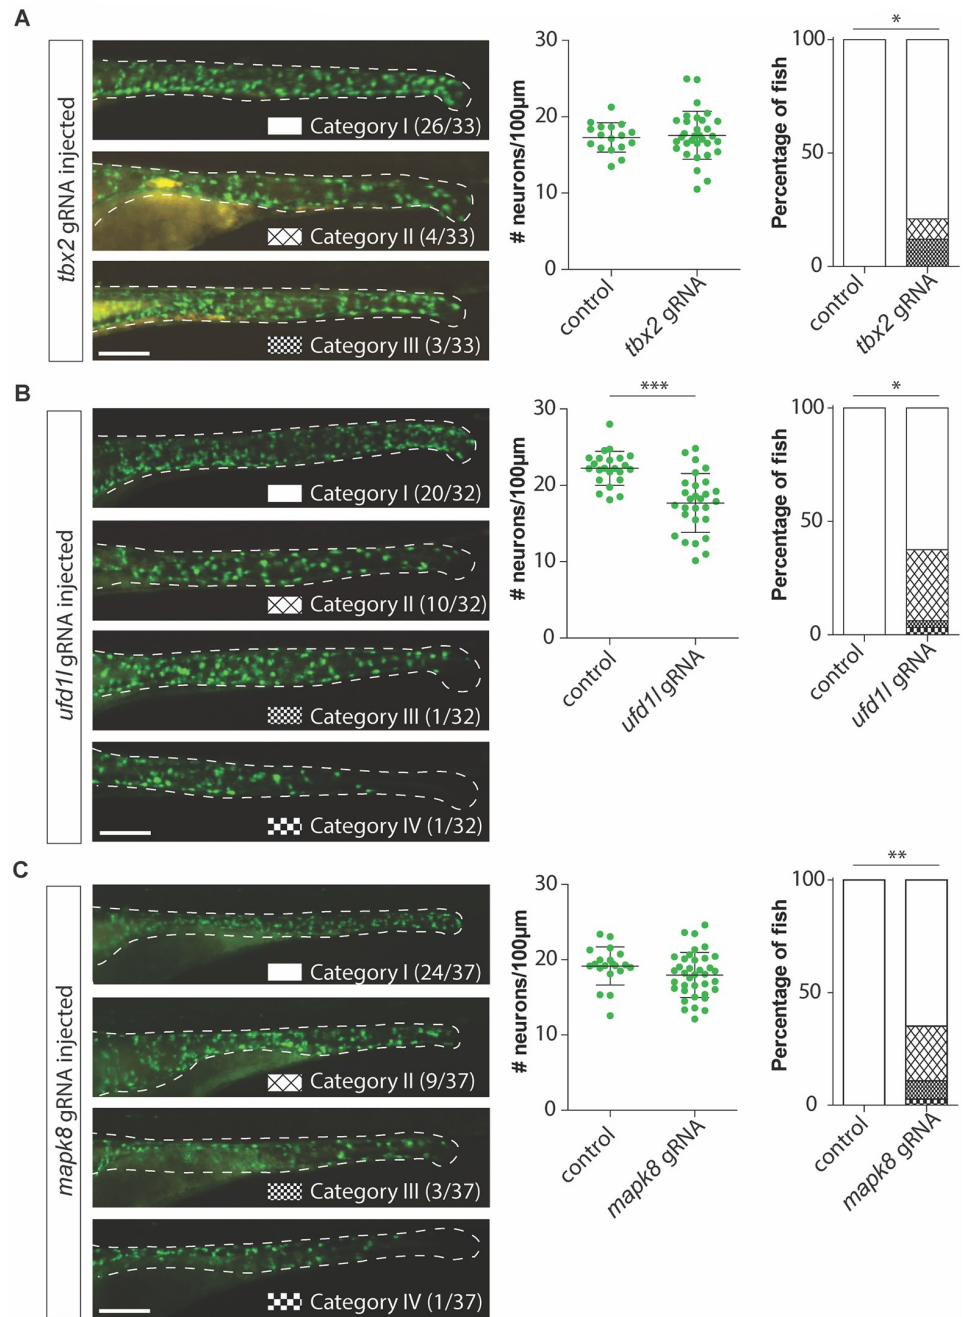 A
tbx2 gRNA injected
Category I (26/33)
Category II (4/33)
Category III (3/33)
# neurons/100μm
30
20
10
0
control
tbx2 gRNA
Percentage of fish
100
50
0
*
control
tbx2 gRNA
B
ufd1l gRNA injected
Category I (20/32)
Category II (10/32)
Category III (1/32)
Category IV (1/32)
# neurons/100μm
30
20
10
0
***
control
ufd1l gRNA
Percentage of fish
100
50
0
*
control
ufd1l gRNA
C
mapk8 gRNA injected
Category I (24/37)
Category II (9/37)
Category III (3/37)
Category IV (1/37)
# neurons/100μm
30
20
10
0
control
mapk8 gRNA
Percentage of fish
100
50
0
**
control
mapk8 gRNA